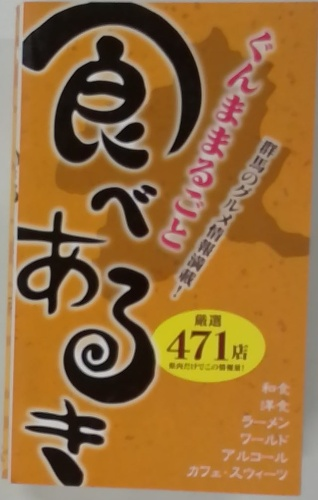 ぐんままるごと
食べあるき
群馬のグルメ情報満載！
厳選
471店
県内だけでこの情報量！
和食
洋食
ラーメン
ワールド
アルコール
カフェ・スウィーツ